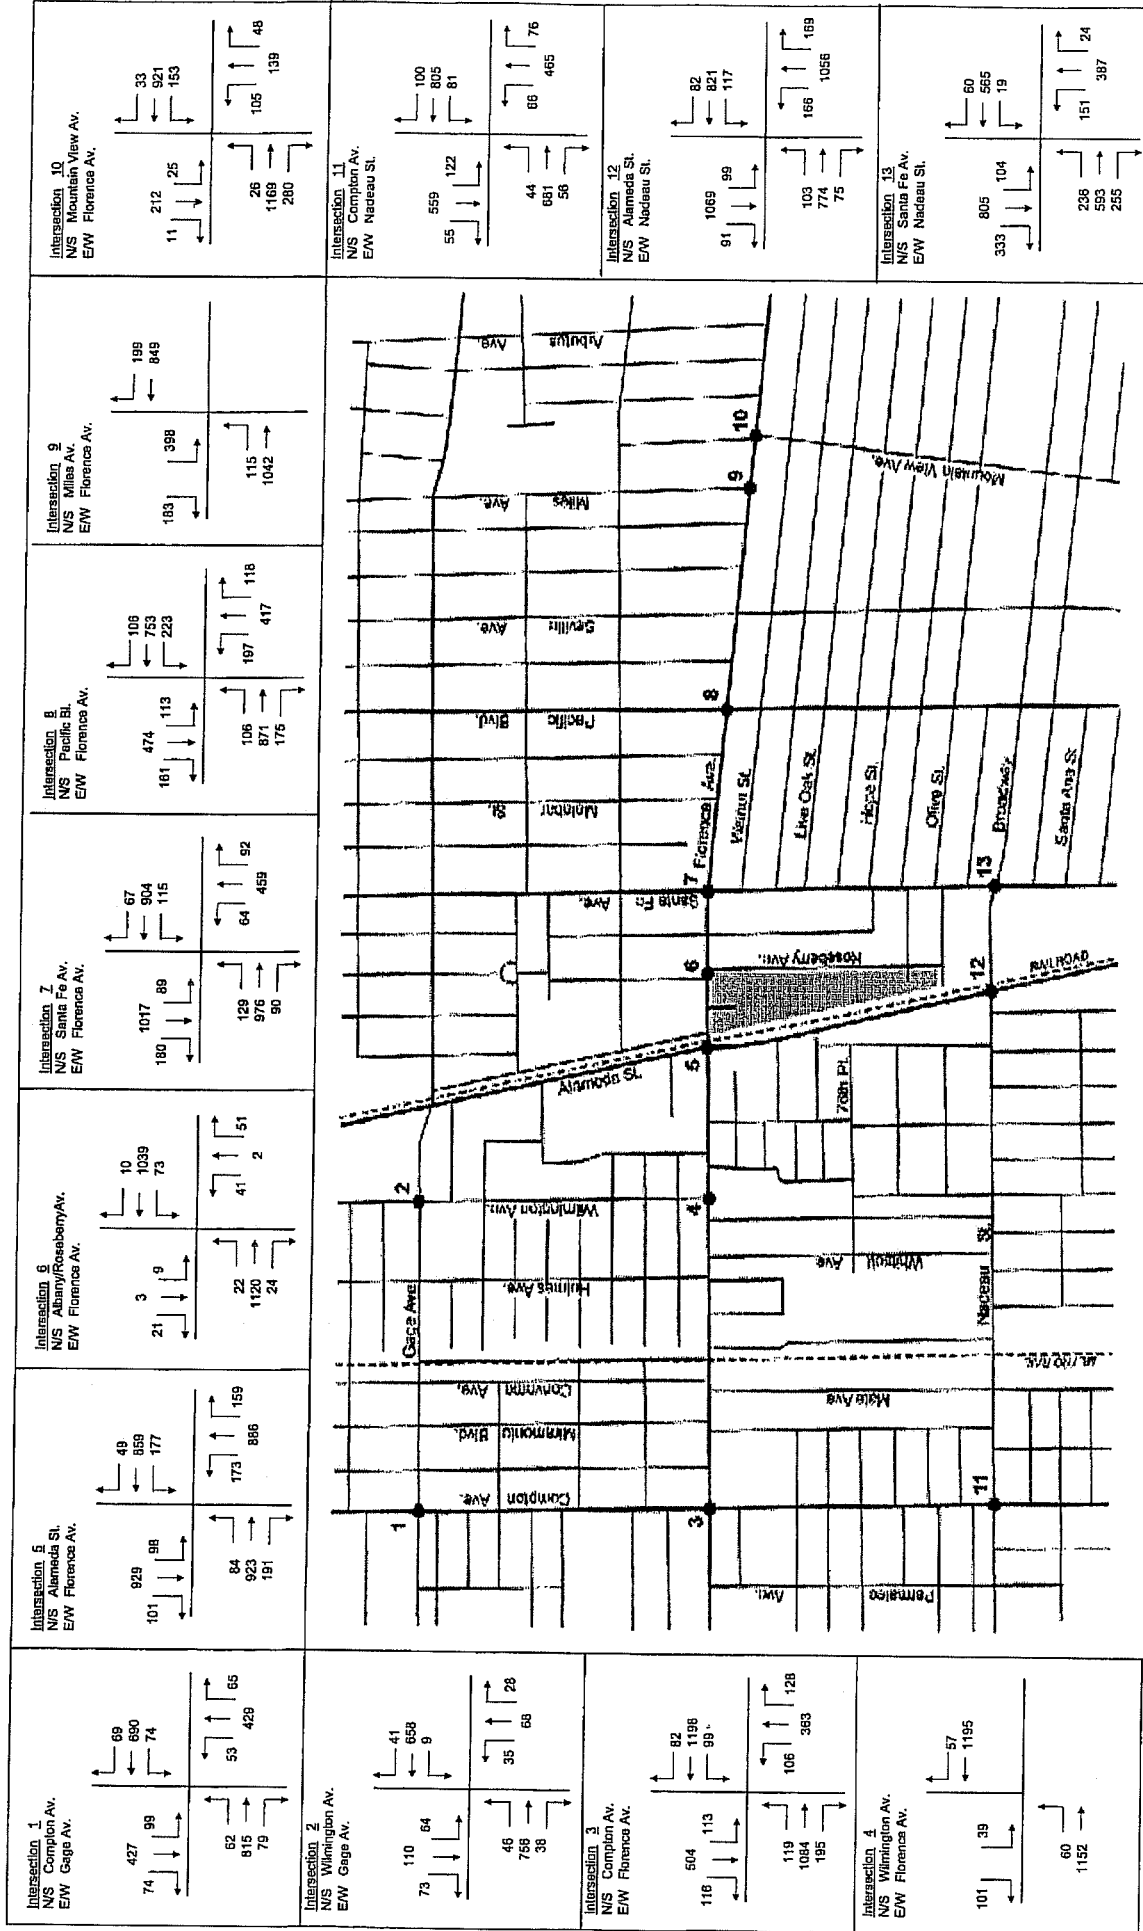 Intersection 1
N/S Compton Av.
E/W Gage Av.
74 427 99
69
690
74
62
815
79
53 429 65
Intersection 2
N/S Wilmington Av.
E/W Gage Av.
73 110 64
41
658
9
46
756
38
35 68 28
Intersection 3
N/S Compton Av.
E/W Florence Av.
116 504 113
82
1198
99
119
1084
195
106 363 128
Intersection 4
N/S Wilmington Av.
E/W Florence Av.
101 39
57
1195
60
1152
Intersection 5
N/S Alameda St.
E/W Florence Av.
101 929 98
49
859
177
84
923
191
173 886 159
Intersection 6
N/S Albany/Roseberry Av.
E/W Florence Av.
21 3 9
10
1039
73
22
1120
24
41 2 51
Intersection 7
N/S Santa Fe Av.
E/W Florence Av.
180 1017 89
67
904
115
129
976
90
64 459 92
Intersection 8
N/S Pacific Bl.
E/W Florence Av.
161 474 113
106
753
223
106
871
175
197 417 118
Intersection 9
N/S Miles Av.
E/W Florence Av.
183 398
199
849
115
1042
Intersection 10
N/S Mountain View Av.
E/W Florence Av.
11 212 25
33
921
153
26
1169
280
105 139 48
Intersection 11
N/S Compton Av.
E/W Nadeau St.
55 559 122
100
805
81
44
681
58
66 465 76
Intersection 12
N/S Alameda St.
E/W Nadeau St.
91 1069 99
82
821
117
103
774
75
166 1056 169
Intersection 13
N/S Santa Fe Av.
E/W Nadeau St.
333 805 104
60
565
19
236
593
255
151 387 24
1
2
3
4
5
6
7
8
9
10
11
12
13
Gage Ave
Compton Ave.
Miramonte Blvd.
Converse Ave.
Holmes Ave.
Wilmington Ave.
Alameda St.
Santa Fe Ave.
Malabar St.
Pacific Blvd.
Seville Ave.
Miles Ave.
Arbutus Ave.
Florence Ave.
Walnut St.
Live Oak St.
Hope St.
Olive St.
Broadway
Santa Ana St
Mountain View Ave.
Roseberry Ave.
76th Pl.
Whitsett Ave
Nadeau St.
Maie Ave
Parmelee Ave.